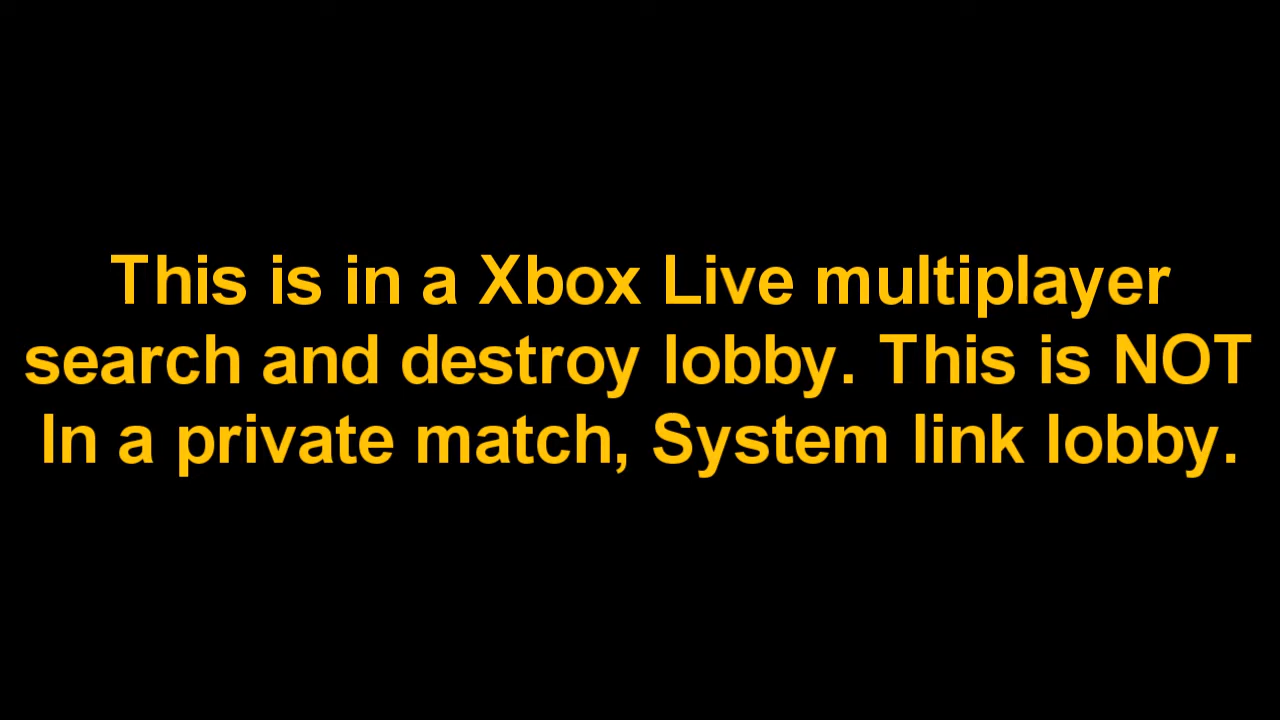 This is in a Xbox Live multiplayer
search and destroy lobby. This is NOT
In a private match, System link lobby.